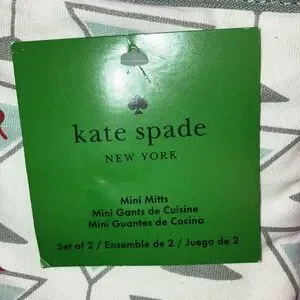 kate spade
NEW YORK
Mini Mitts
Mini Gants de Cuisine
Mini Guantes de Cocina
Set of 2 / Ensemble de 2 / Juego de 2